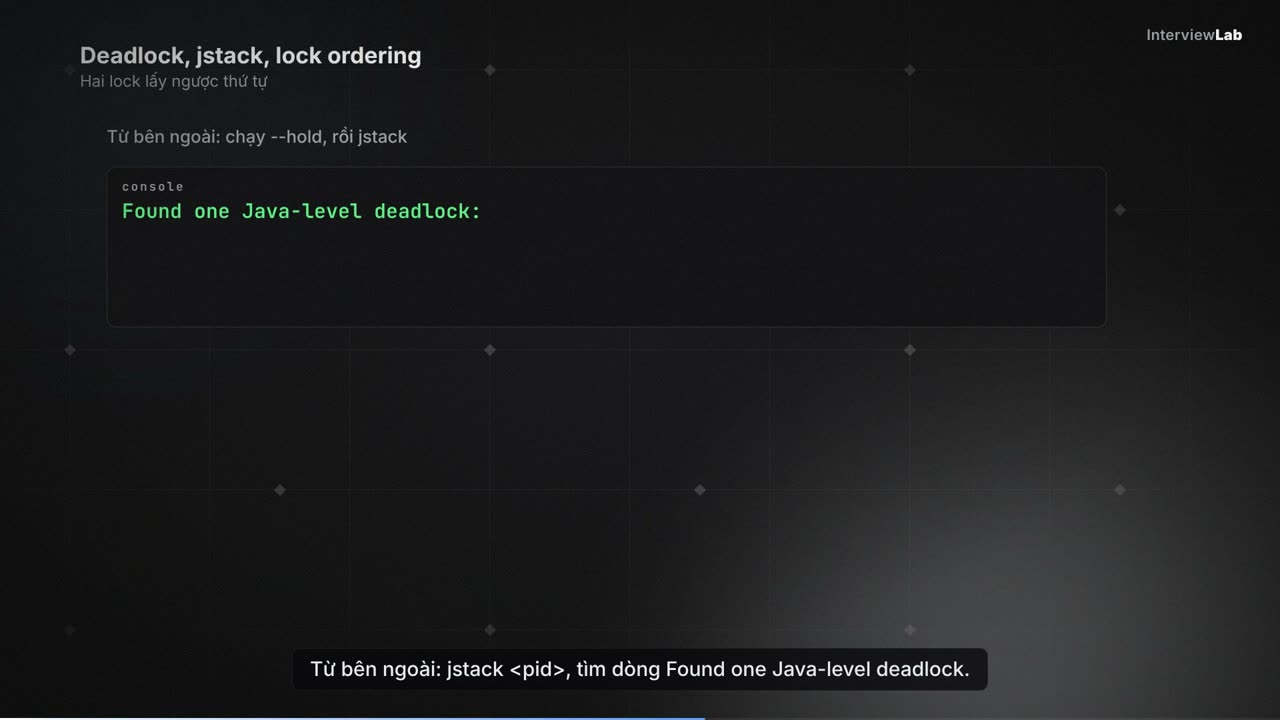 Deadlock, jstack, lock ordering
InterviewLab
Hai lock lấy ngược thứ tự
Từ bên ngoài: chạy --hold, rồi jstack
console
Found one Java-level deadlock:
Từ bên ngoài: jstack <pid>, tìm dòng Found one Java-level deadlock.